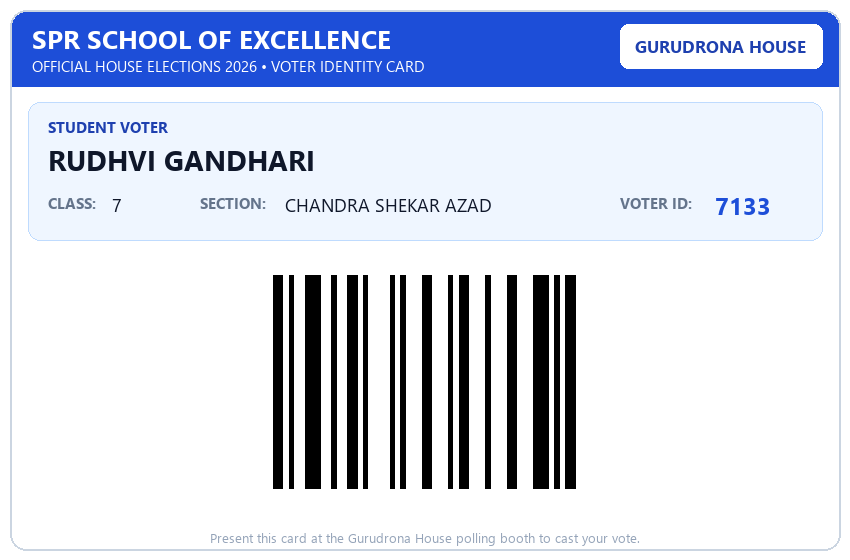 SPR SCHOOL OF EXCELLENCE
OFFICIAL HOUSE ELECTIONS 2026 • VOTER IDENTITY CARD
GURUDRONA HOUSE
STUDENT VOTER
RUDHVI GANDHARI
CLASS: 7 SECTION: CHANDRA SHEKAR AZAD VOTER ID: 7133
Present this card at the Gurudrona House polling booth to cast your vote.